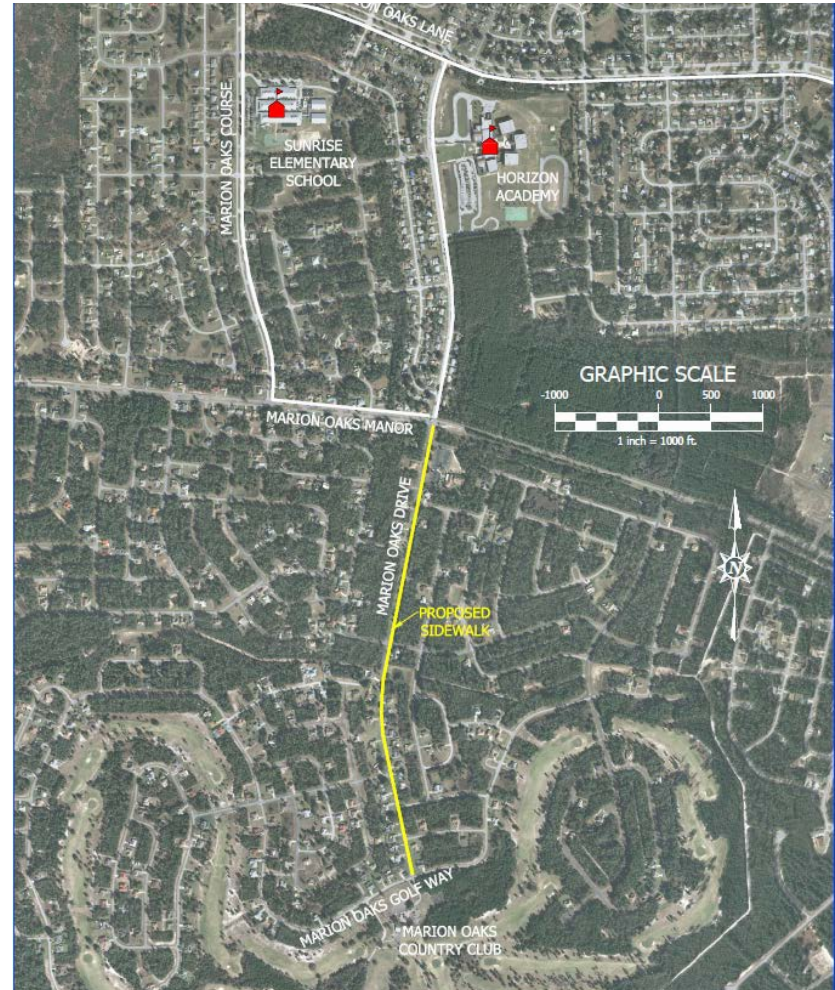 ON OAKS LANE
MARION OAKS COURSE
SUNRISE
ELEMENTARY
SCHOOL
HORIZON
ACADEMY
GRAPHIC SCALE
-1000 0 500 1000
1 inch = 1000 ft.
MARION OAKS MANOR
MARION OAKS DRIVE
N
PROPOSED
SIDEWALK
MARION OAKS GOLF WAY
MARION OAKS
COUNTRY CLUB